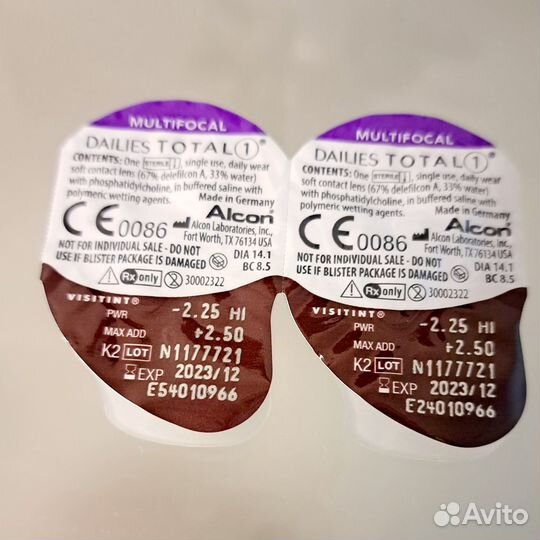 MULTIFOCAL
DAILIES TOTAL 1®
CONTENTS: One STERILE, single use, daily wear
soft contact lens (67% delefilcon A, 33% water)
with phosphatidylcholine, in buffered saline with
polymeric wetting agents.
Made in Germany
CE 0086
Alcon
Alcon Laboratories, Inc.
Fort Worth, TX 76134 USA
NOT FOR INDIVIDUAL SALE - DO NOT
USE IF BLISTER PACKAGE IS DAMAGED
DIA 14.1
BC 8.5
Rx only
30002322
VISITINT®
PWR -2.25 HI
MAX ADD +2.50
K2 LOT N1177721
EXP 2023/12
E54010966
MULTIFOCAL
DAILIES TOTAL 1®
CONTENTS: One STERILE, single use, daily wear
soft contact lens (67% delefilcon A, 33% water)
with phosphatidylcholine, in buffered saline with
polymeric wetting agents.
Made in Germany
CE 0086
Alcon
Alcon Laboratories, Inc.
Fort Worth, TX 76134 USA
NOT FOR INDIVIDUAL SALE - DO NOT
USE IF BLISTER PACKAGE IS DAMAGED
DIA 14.1
BC 8.5
Rx only
30002322
VISITINT®
PWR -2.25 HI
MAX ADD +2.50
K2 LOT N1177721
EXP 2023/12
E24010966
Avito